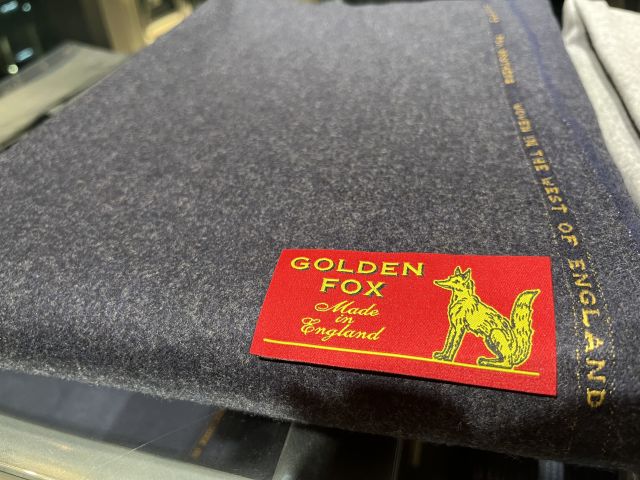 GOLDEN
FOX
Made
in
England
WOVEN IN THE WEST OF ENGLAND